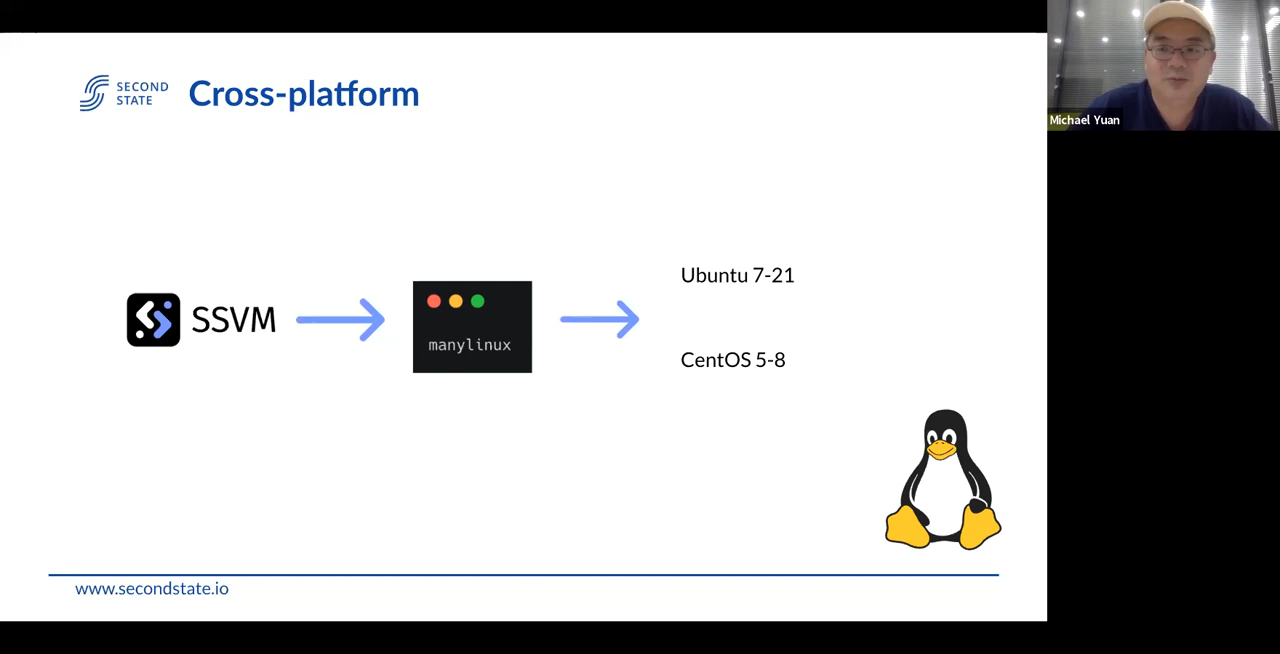 SECOND
STATE
Cross-platform
Michael Yuan
SSVM
manylinux
Ubuntu 7-21
CentOS 5-8
www.secondstate.io